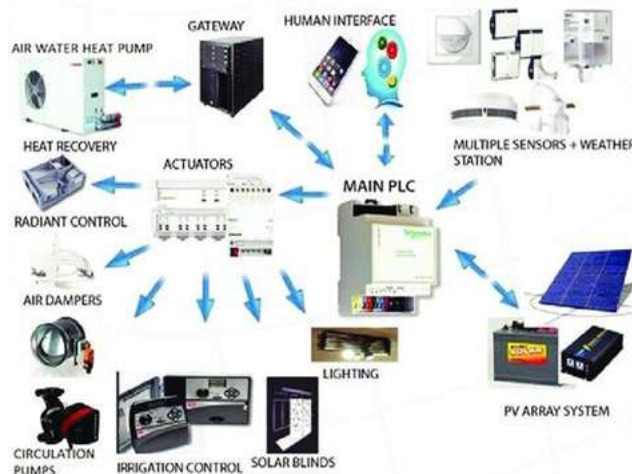 GATEWAY
HUMAN INTERFACE
AIR WATER HEAT PUMP
HEAT RECOVERY
ACTUATORS
MULTIPLE SENSORS + WEATHER
STATION
MAIN PLC
RADIANT CONTROL
AIR DAMPERS
LIGHTING
PV ARRAY SYSTEM
CIRCULATION
PUMPS
IRRIGATION CONTROL
SOLAR BLINDS